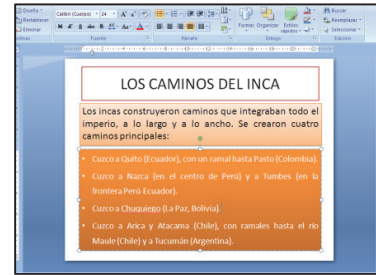 Diseño
Calibri (Cuerpo)
24
Buscar
Restablecer
Reemplazar
Eliminar
Formas
Organizar
Estilos
rápidos
Seleccionar
Fuente
Párrafo
Dibujo
Edición
LOS CAMINOS DEL INCA
Los incas construyeron caminos que integraban todo el
imperio, a lo largo y a lo ancho. Se crearon cuatro
caminos principales:
• Cuzco a Quito (Ecuador), con un ramal hasta Pasto (Colombia).
• Cuzco a Nazca (en el centro de Perú) y a Tumbes (en la
frontera Perú-Ecuador).
• Cuzco a Chuquiego (La Paz, Bolivia).
• Cuzco a Arica y Atacama (Chile), con ramales hasta el río
Maule (Chile) y a Tucumán (Argentina).